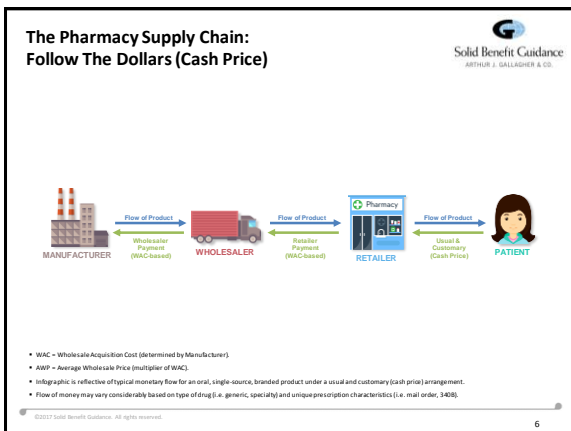 The Pharmacy Supply Chain:
Follow The Dollars (Cash Price)
G
Solid Benefit Guidance
ARTHUR J. GALLAGHER & CO.
Flow of Product
Flow of Product
Pharmacy
Flow of Product
Wholesaler
Payment
(WAC-based)
Retailer
Payment
(WAC-based)
Usual &
Customary
(Cash Price)
MANUFACTURER
WHOLESALER
RETAILER
PATIENT
▪ WAC = Wholesale Acquisition Cost (determined by Manufacturer).
▪ AWP = Average Wholesale Price (multiplier of WAC).
▪ Infographic is reflective of typical monetary flow for an oral, single-source, branded product under a usual and customary (cash price) arrangement.
▪ Flow of money may vary considerably based on type of drug (i.e. generic, specialty) and unique prescription characteristics (i.e. mail order, 340B).
©2017 Solid Benefit Guidance. All rights reserved.
6